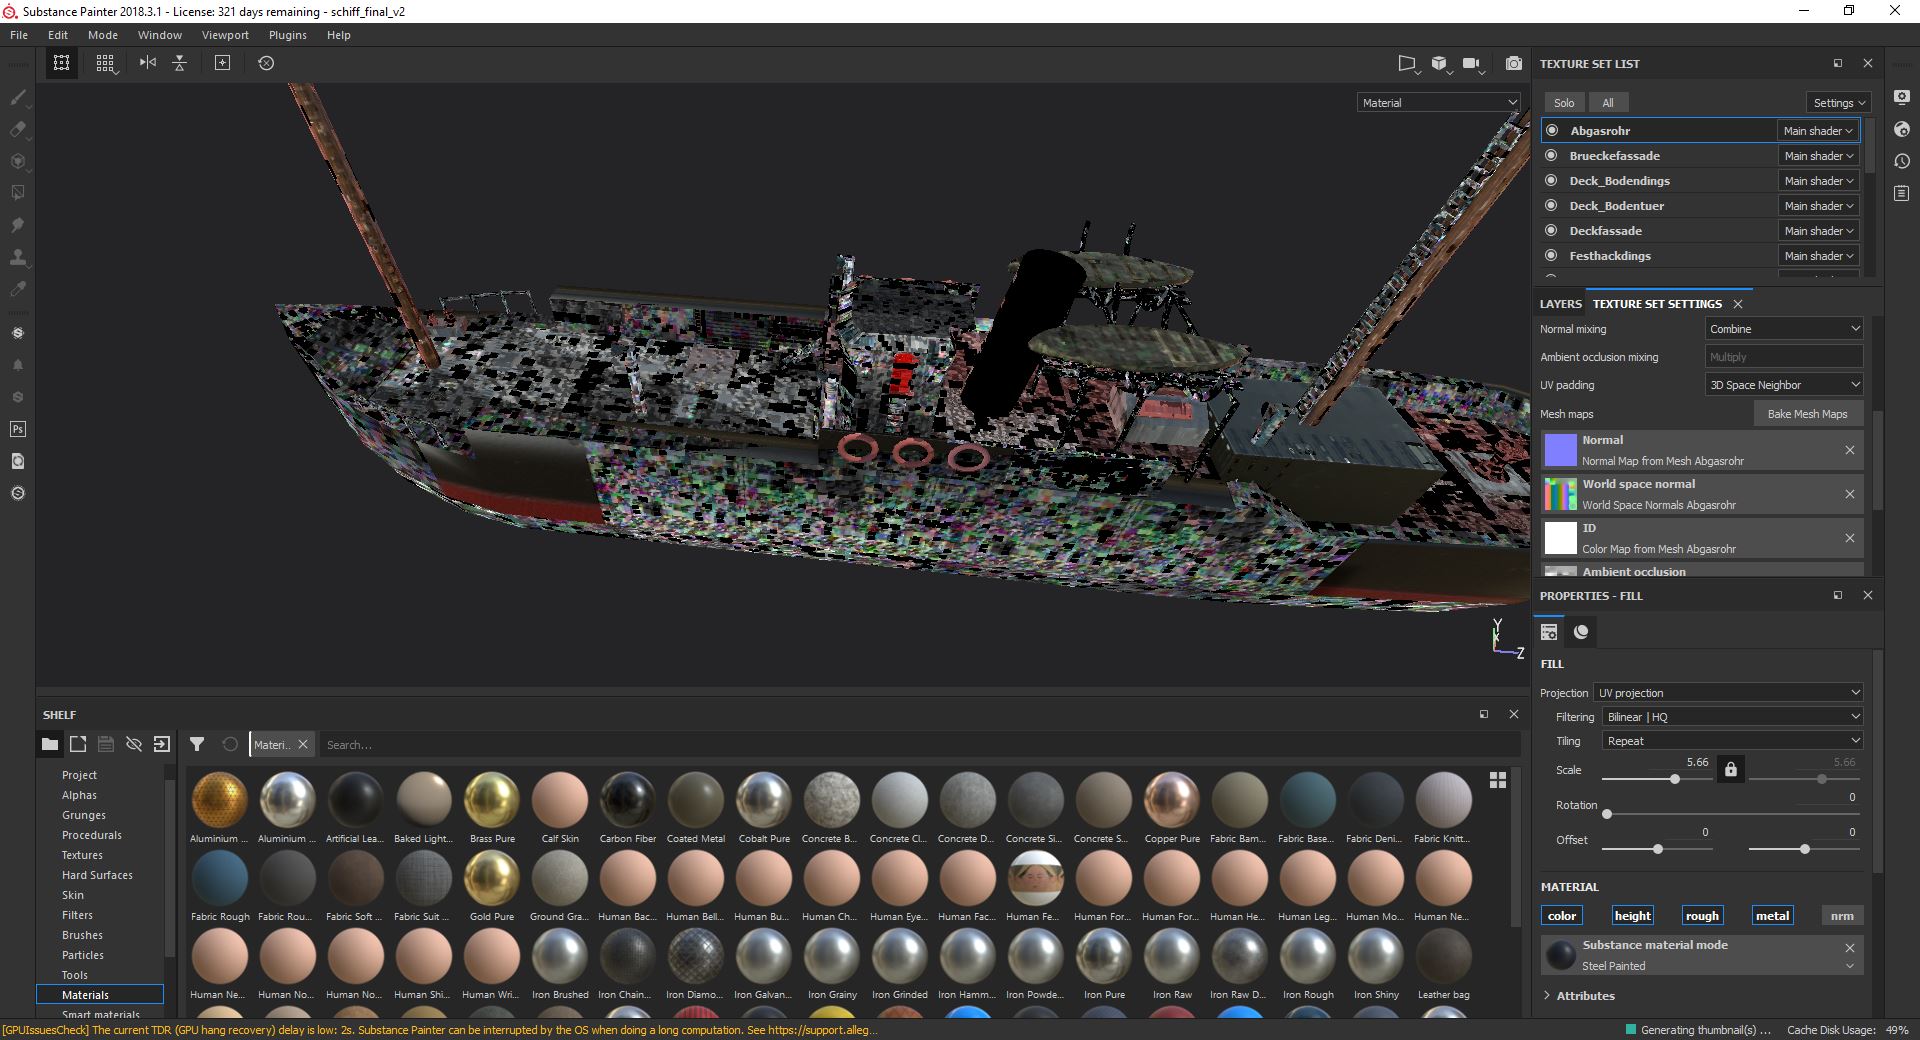 Substance Painter 2018.3.1 - License: 321 days remaining - schiff_final_v2
File Edit Mode Window Viewport Plugins Help
Material
Y
Z
TEXTURE SET LIST
Solo All Settings
Abgasrohr Main shader
Brueckefassade Main shader
Deck_Bodendings Main shader
Deck_Bodentuer Main shader
Deckfassade Main shader
Festhackdings Main shader
LAYERS TEXTURE SET SETTINGS
Normal mixing Combine
Ambient occlusion mixing Multiply
UV padding 3D Space Neighbor
Mesh maps Bake Mesh Maps
Normal
Normal Map from Mesh Abgasrohr
World space normal
World Space Normals Abgasrohr
ID
Color Map from Mesh Abgasrohr
Ambient occlusion
PROPERTIES - FILL
FILL
Projection UV projection
Filtering Bilinear | HQ
Tiling Repeat
Scale 5.66 5.66
Rotation 0
Offset 0 0
MATERIAL
color height rough metal nrm
Substance material mode
Steel Painted
Attributes
Ps
SHELF
Materi.. Search...
Project
Alphas
Grunges
Procedurals
Textures
Hard Surfaces
Skin
Filters
Brushes
Particles
Tools
Materials
Smart materials
Aluminium ... Aluminium ... Artificial Lea... Baked Light... Brass Pure Calf Skin Carbon Fiber Coated Metal Cobalt Pure Concrete B... Concrete Cl... Concrete D... Concrete Si... Concrete S... Copper Pure Fabric Bam... Fabric Base... Fabric Deni... Fabric Knitt...
Fabric Rough Fabric Rou... Fabric Soft ... Fabric Suit ... Gold Pure Ground Gra... Human Bac... Human Bell... Human Bu... Human Ch... Human Eye... Human Fac... Human Fe... Human For... Human For... Human He... Human Leg... Human Mo... Human Ne...
Human Ne... Human No... Human No... Human Shi... Human Wri... Iron Brushed Iron Chain... Iron Diamo... Iron Galvan... Iron Grainy Iron Grinded Iron Hamm... Iron Powde... Iron Pure Iron Raw Iron Raw D... Iron Rough Iron Shiny Leather bag
[GPUIssuesCheck] The current TDR (GPU hang recovery) delay is low: 2s. Substance Painter can be interrupted by the OS when doing a long computation. See https://support.alleg...
Generating thumbnail(s) ... Cache Disk Usage: 49%